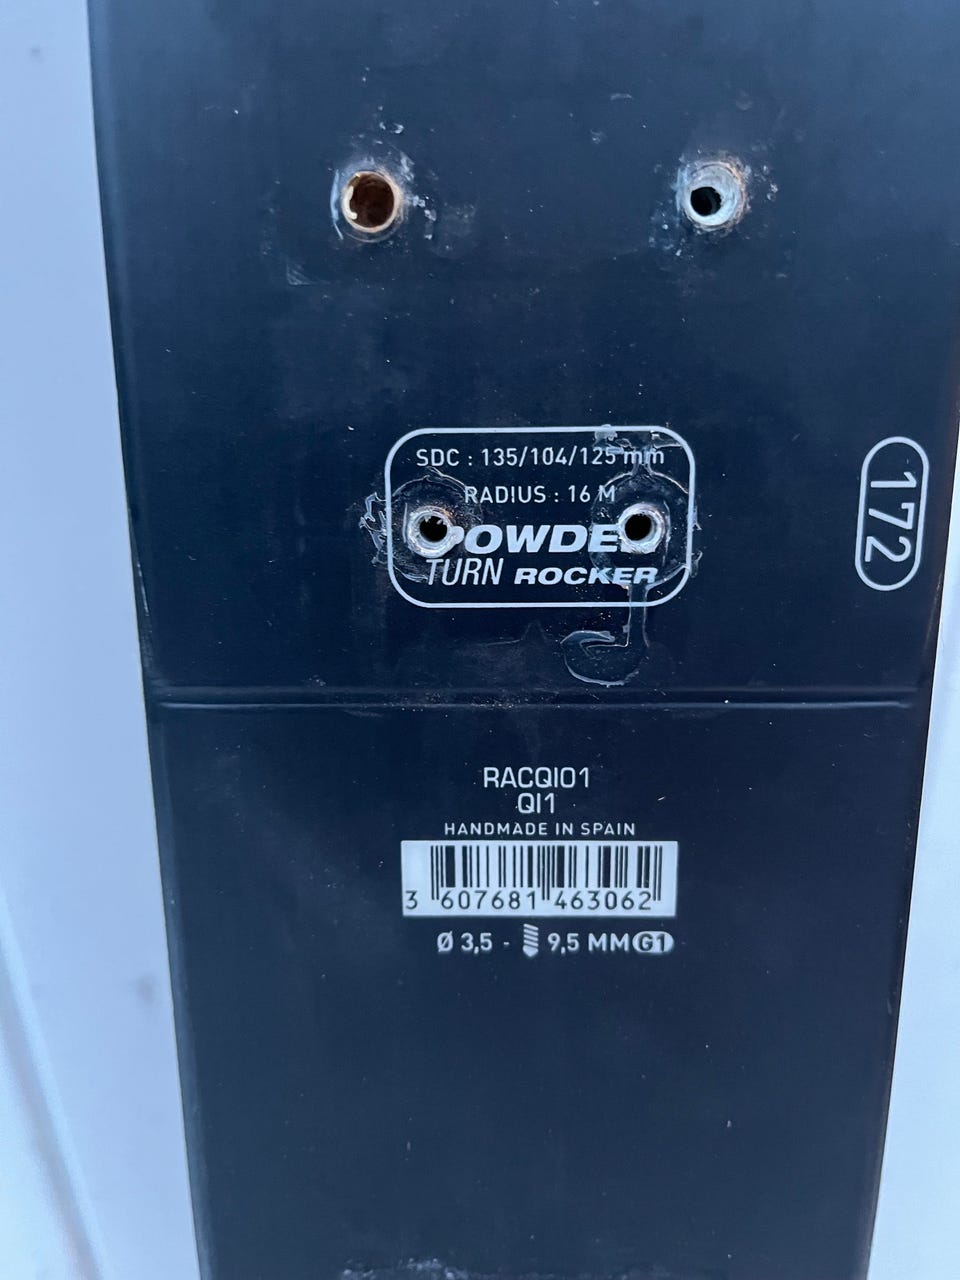 SDC : 135/104/125 mm
RADIUS : 16 M
POWDER
TURN ROCKER
172
RACQI01
QI1
HANDMADE IN SPAIN
3 607681 463062
Ø 3,5 - 9,5 MM G1